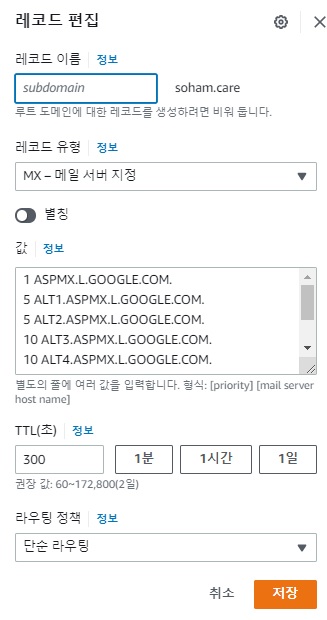 레코드 편집
레코드 이름 정보
subdomain soham.care
루트 도메인에 대한 레코드를 생성하려면 비워 둡니다.
레코드 유형 정보
MX – 메일 서버 지정
별칭
값 정보
1 ASPMX.L.GOOGLE.COM.
5 ALT1.ASPMX.L.GOOGLE.COM.
5 ALT2.ASPMX.L.GOOGLE.COM.
10 ALT3.ASPMX.L.GOOGLE.COM.
10 ALT4.ASPMX.L.GOOGLE.COM.
별도의 줄에 여러 값을 입력합니다. 형식: [priority] [mail server
host name]
TTL(초) 정보
300 1분 1시간 1일
권장 값: 60~172,800(2일)
라우팅 정책 정보
단순 라우팅
취소 저장